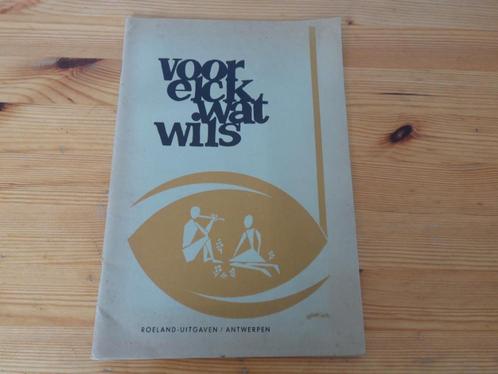 voor
elck
wat
wils
ROELAND-UITGAVEN / ANTWERPEN